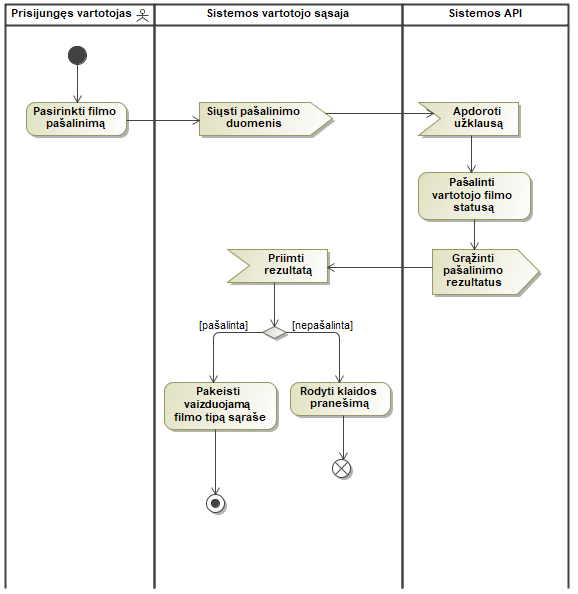 Prisijungęs vartotojas
Sistemos vartotojo sąsaja
Sistemos API
Pasirinkti filmo
pašalinimą
Siųsti pašalinimo
duomenis
Apdoroti
užklausą
Pašalinti
vartotojo filmo
statusą
Grąžinti
pašalinimo
rezultatus
Priimti
rezultatą
[pašalinta]
[nepašalinta]
Pakeisti
vaizduojamą
filmo tipą sąraše
Rodyti klaidos
pranešimą